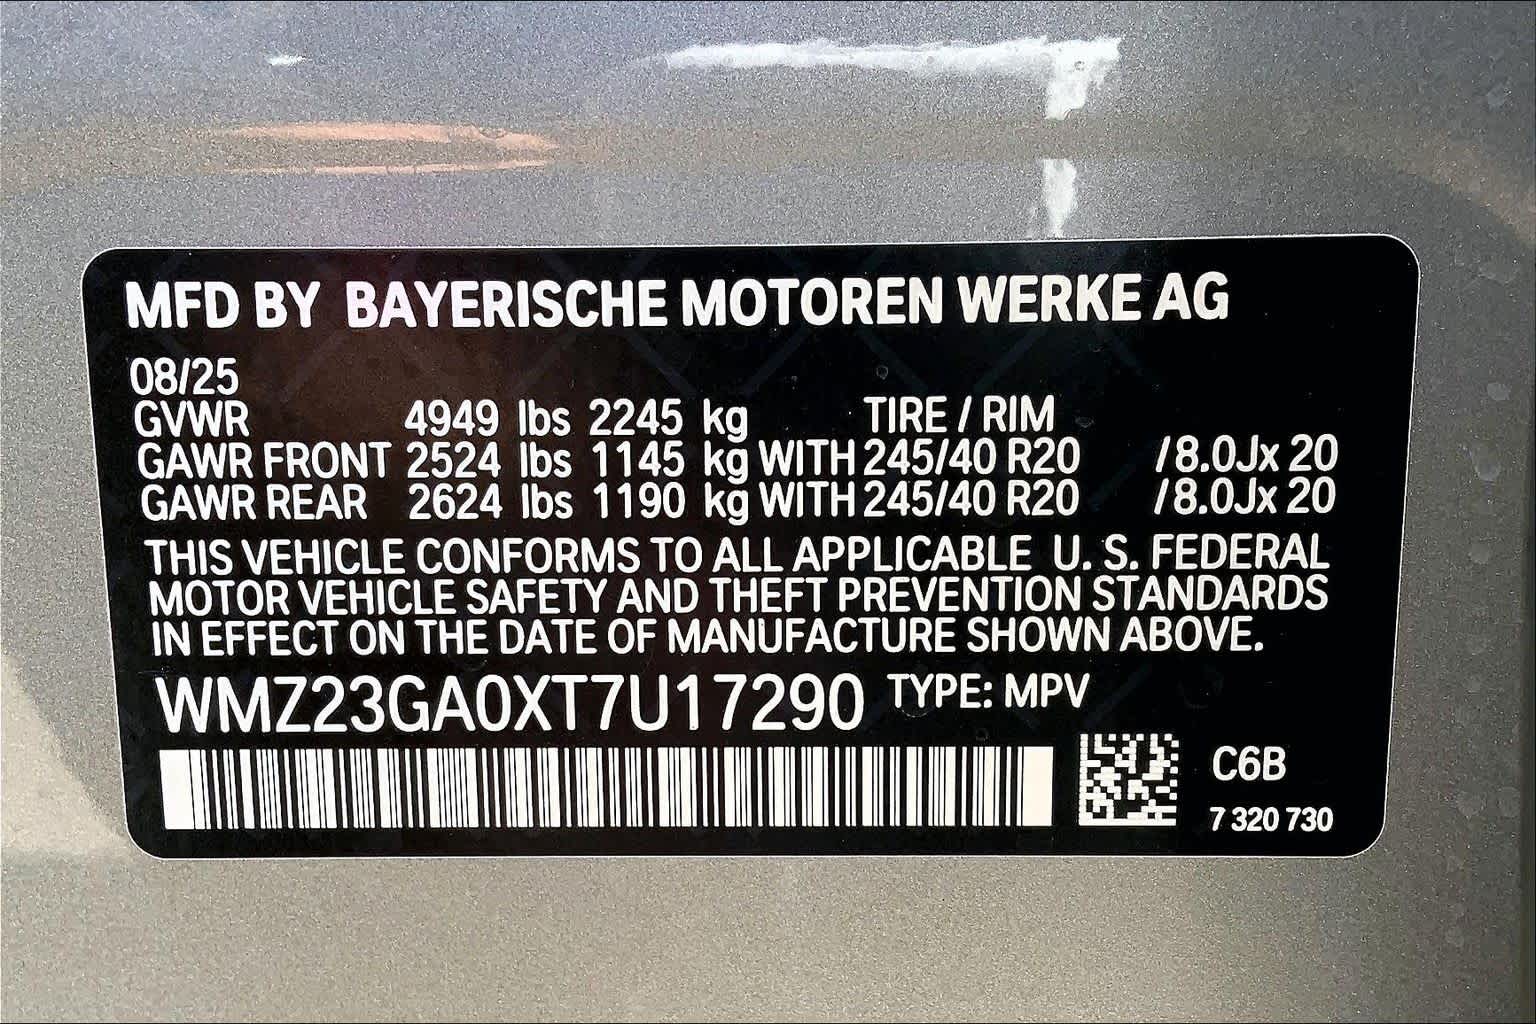 MFD BY BAYERISCHE MOTOREN WERKE AG
08/25
GVWR 4949 lbs 2245 kg TIRE / RIM
GAWR FRONT 2524 lbs 1145 kg WITH 245/40 R20 /8.0Jx 20
GAWR REAR 2624 lbs 1190 kg WITH 245/40 R20 /8.0Jx 20
THIS VEHICLE CONFORMS TO ALL APPLICABLE U. S. FEDERAL
MOTOR VEHICLE SAFETY AND THEFT PREVENTION STANDARDS
IN EFFECT ON THE DATE OF MANUFACTURE SHOWN ABOVE.
WMZ23GA0XT7U17290 TYPE: MPV
C6B
7 320 730